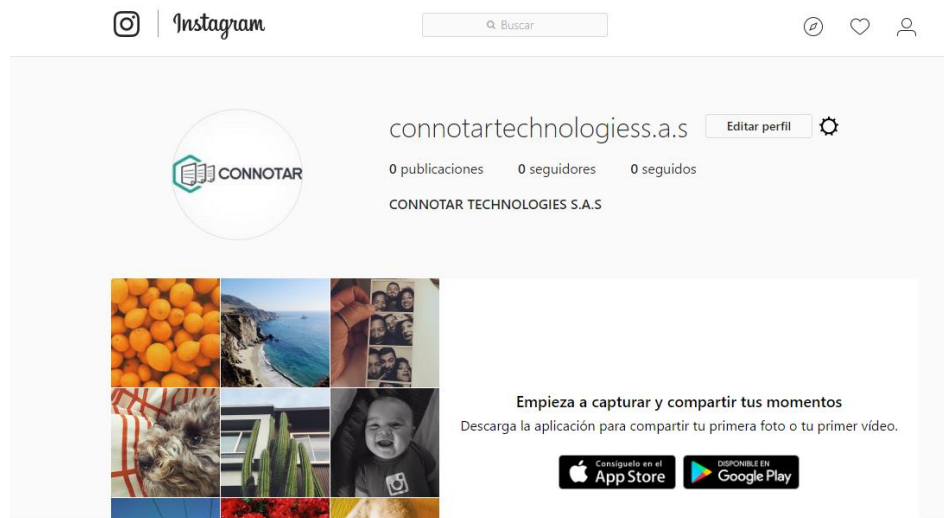 Instagram
Buscar
connotartechnologiess.a.s Editar perfil
0 publicaciones 0 seguidores 0 seguidos
CONNOTAR TECHNOLOGIES S.A.S
CONNOTAR
Empieza a capturar y compartir tus momentos
Descarga la aplicación para compartir tu primera foto o tu primer vídeo.
Consíguelo en el
App Store
DISPONIBLE EN
Google Play